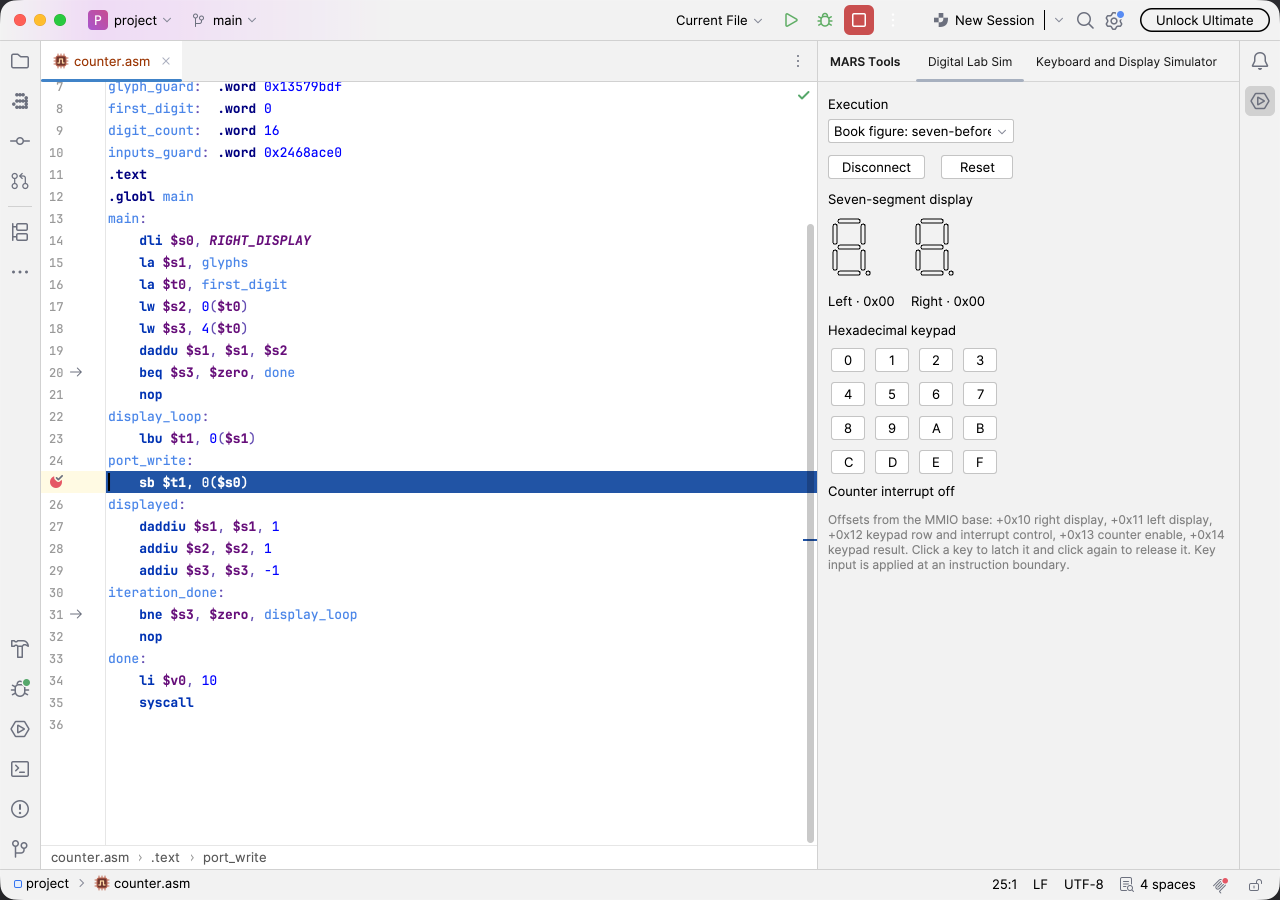 P project main Current File New Session Unlock Ultimate
counter.asm
MARS Tools Digital Lab Sim Keyboard and Display Simulator
7 glyph_guard: .word 0x13579bdf
8 first_digit: .word 0
9 digit_count: .word 16
10 inputs_guard: .word 0x2468ace0
11 .text
12 .globl main
13 main:
14 dli $s0, RIGHT_DISPLAY
15 la $s1, glyphs
16 la $t0, first_digit
17 lw $s2, 0($t0)
18 lw $s3, 4($t0)
19 daddu $s1, $s1, $s2
20 beq $s3, $zero, done
21 nop
22 display_loop:
23 lbu $t1, 0($s1)
24 port_write:
sb $t1, 0($s0)
26 displayed:
27 daddiu $s1, $s1, 1
28 addiu $s2, $s2, 1
29 addiu $s3, $s3, -1
30 iteration_done:
31 bne $s3, $zero, display_loop
32 nop
33 done:
34 li $v0, 10
35 syscall
36
Execution
Book figure: seven-before
Disconnect Reset
Seven-segment display
Left · 0x00 Right · 0x00
Hexadecimal keypad
0 1 2 3
4 5 6 7
8 9 A B
C D E F
Counter interrupt off
Offsets from the MMIO base: +0x10 right display, +0x11 left display,
+0x12 keypad row and interrupt control, +0x13 counter enable, +0x14
keypad result. Click a key to latch it and click again to release it. Key
input is applied at an instruction boundary.
counter.asm › .text › port_write
project › counter.asm 25:1 LF UTF-8 4 spaces